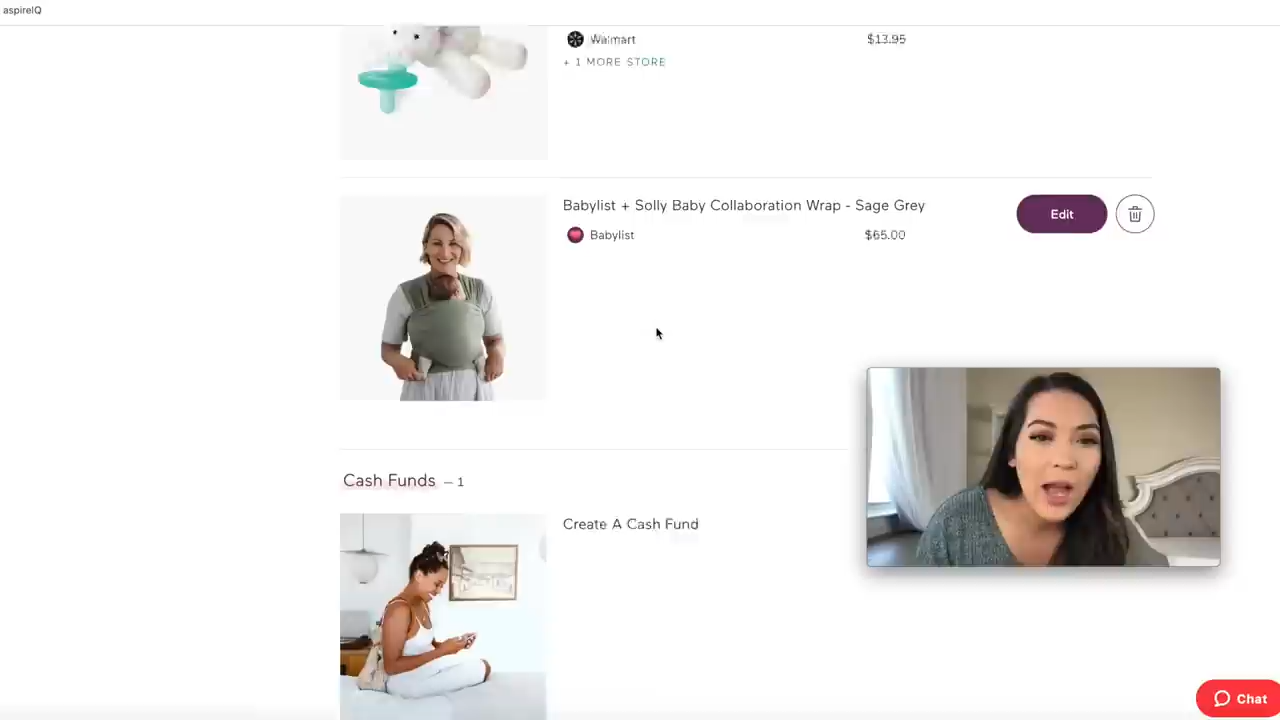 aspireIQ
Walmart
$13.95
+ 1 MORE STORE
Babylist + Solly Baby Collaboration Wrap - Sage Grey
Edit
Babylist
$65.00
Cash Funds – 1
Create A Cash Fund
Chat